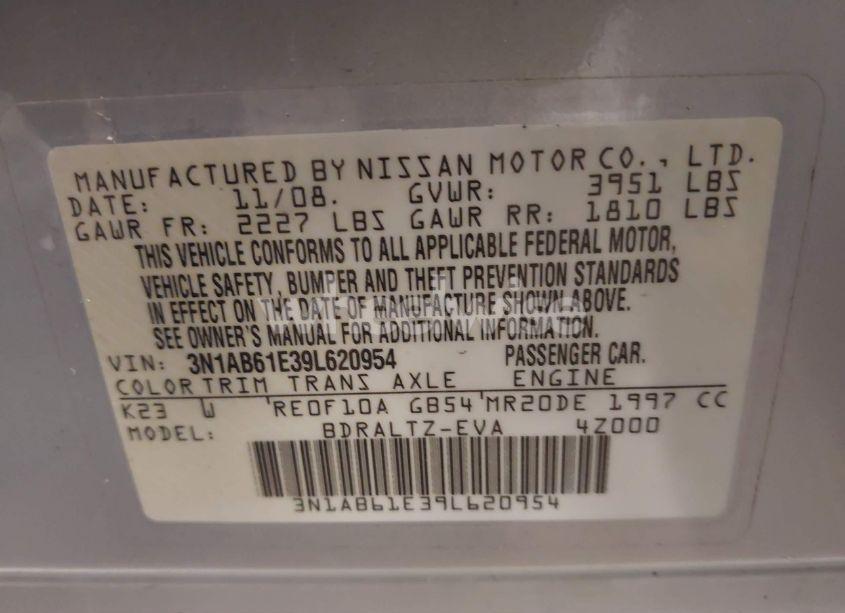 MANUFACTURED BY NISSAN MOTOR CO., LTD.
DATE: 11/08. GVWR: 3951 LBS
GAWR FR: 2227 LBS GAWR RR: 1810 LBS
THIS VEHICLE CONFORMS TO ALL APPLICABLE FEDERAL MOTOR,
VEHICLE SAFETY, BUMPER AND THEFT PREVENTION STANDARDS
IN EFFECT ON THE DATE OF MANUFACTURE SHOWN ABOVE.
SEE OWNER'S MANUAL FOR ADDITIONAL INFORMATION.
VIN: 3N1AB61E39L620954 PASSENGER CAR.
COLOR TRIM TRANS AXLE ENGINE
K23 W RE0F10A GB54 MR20DE 1997 CC
MODEL: BDRALTZ-EVA 4Z000
3N1AB61E39L620954